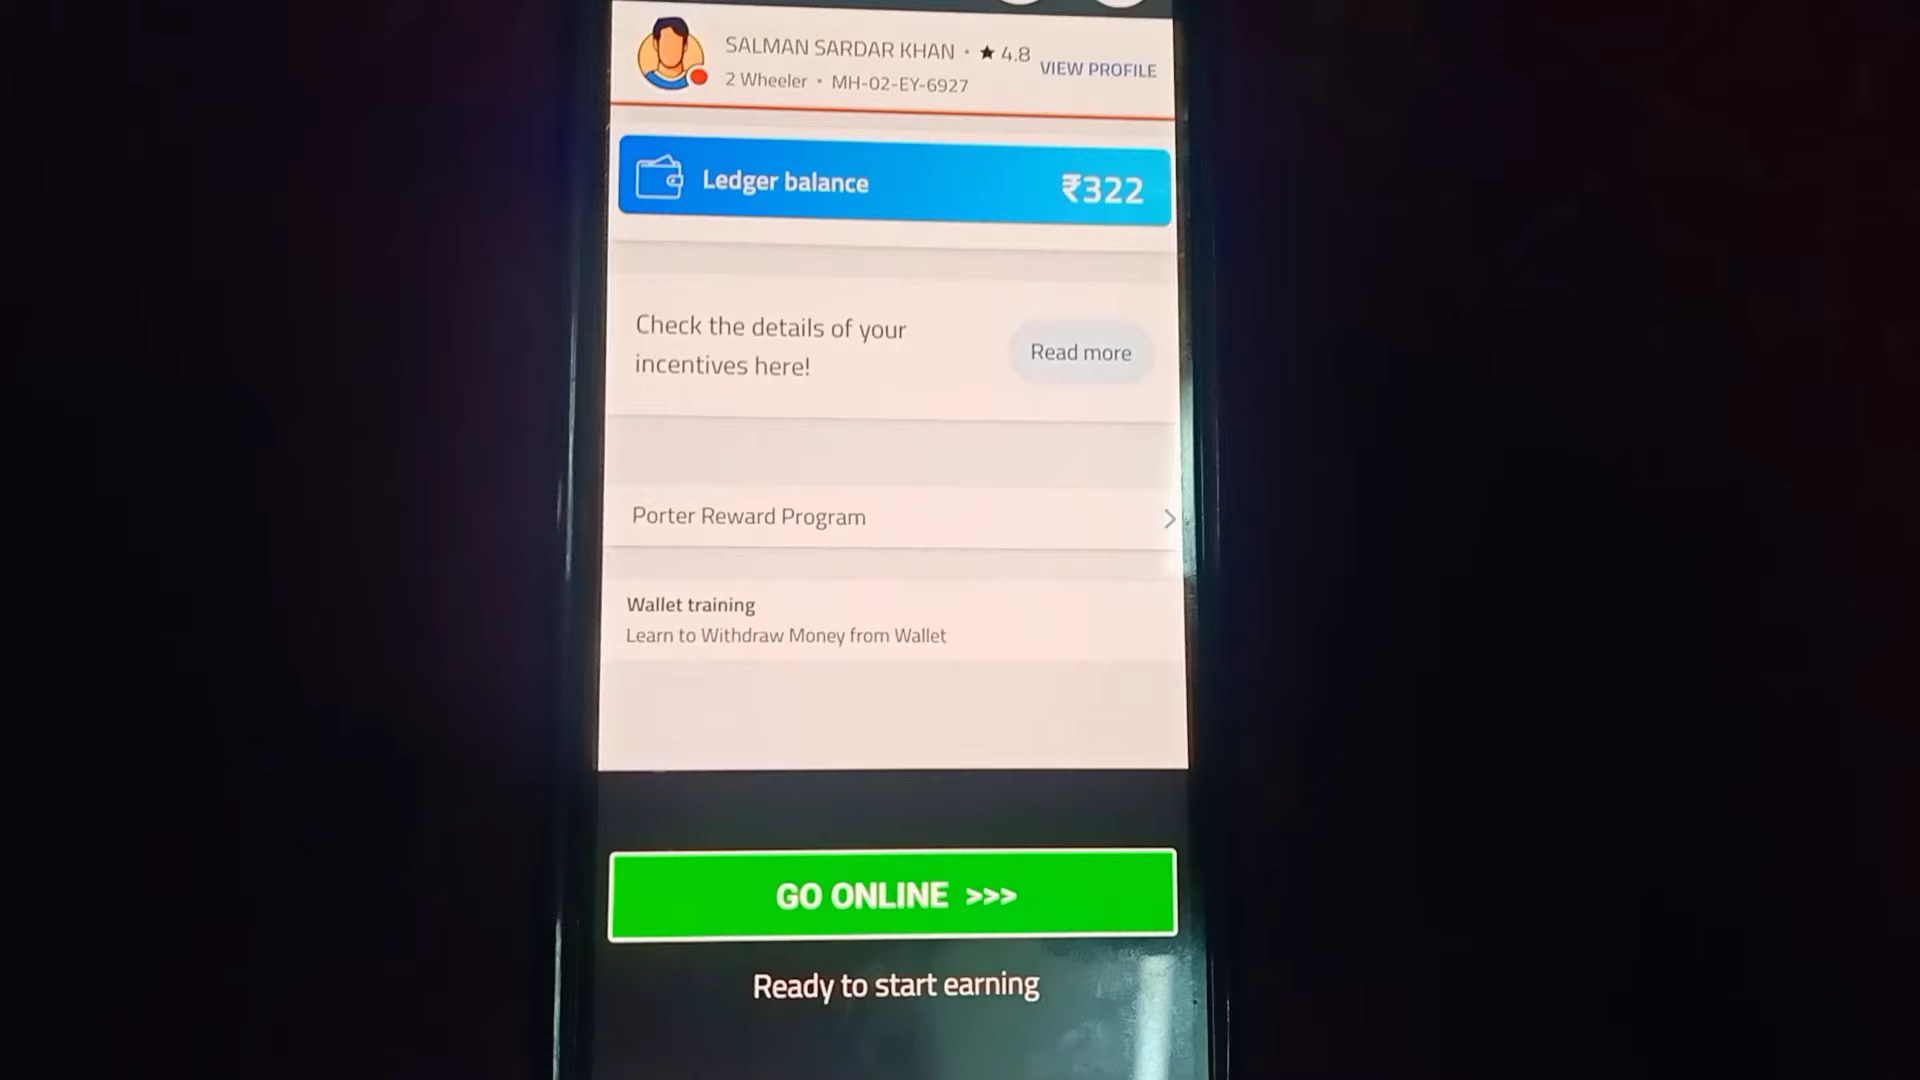 SALMAN SARDAR KHAN • ★ 4.8
VIEW PROFILE
2 Wheeler • MH-02-EY-6927
Ledger balance ₹322
Check the details of your
incentives here!
Read more
Porter Reward Program
Wallet training
Learn to Withdraw Money from Wallet
GO ONLINE >>>
Ready to start earning